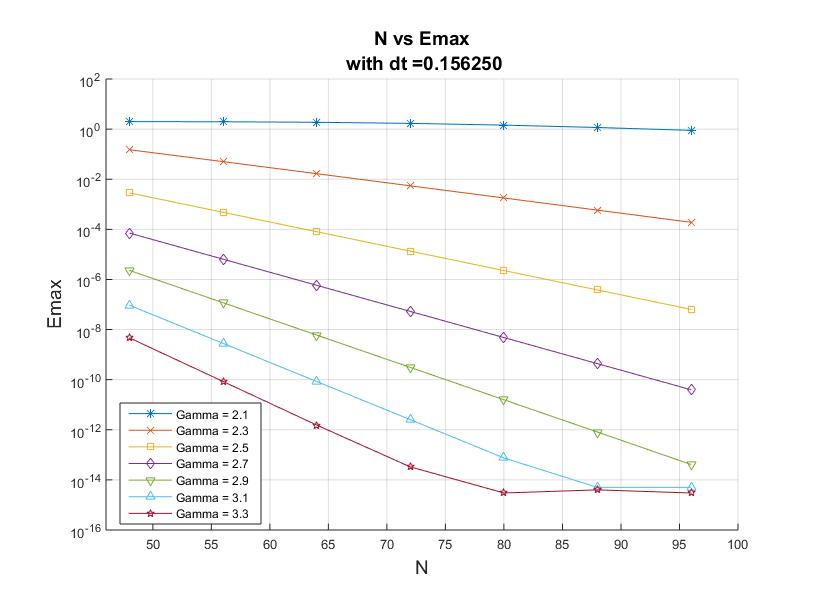 N vs Emax
with dt =0.156250
Emax
10^2
10^0
10^-2
10^-4
10^-6
10^-8
10^-10
10^-12
10^-14
10^-16
Gamma = 2.1
Gamma = 2.3
Gamma = 2.5
Gamma = 2.7
Gamma = 2.9
Gamma = 3.1
Gamma = 3.3
50 55 60 65 70 75 80 85 90 95 100
N